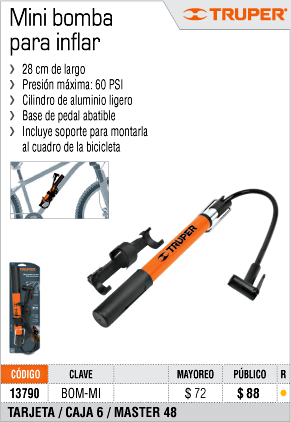 Mini bomba
para inflar
TRUPER®
28 cm de largo
Presión máxima: 60 PSI
Cilindro de aluminio ligero
Base de pedal abatible
Incluye soporte para montarla
al cuadro de la bicicleta
TRUPER
TRUPER
CÓDIGO CLAVE MAYOREO PÚBLICO R
13790 BOM-MI $ 72 $ 88
TARJETA / CAJA 6 / MASTER 48